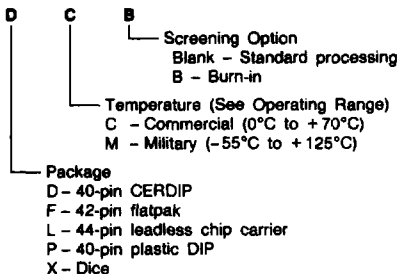 D C B
Screening Option
Blank – Standard processing
B – Burn-in
Temperature (See Operating Range)
C – Commercial (0°C to +70°C)
M – Military (–55°C to +125°C)
Package
D – 40-pin CERDIP
F – 42-pin flatpak
L – 44-pin leadless chip carrier
P – 40-pin plastic DIP
X – Dice